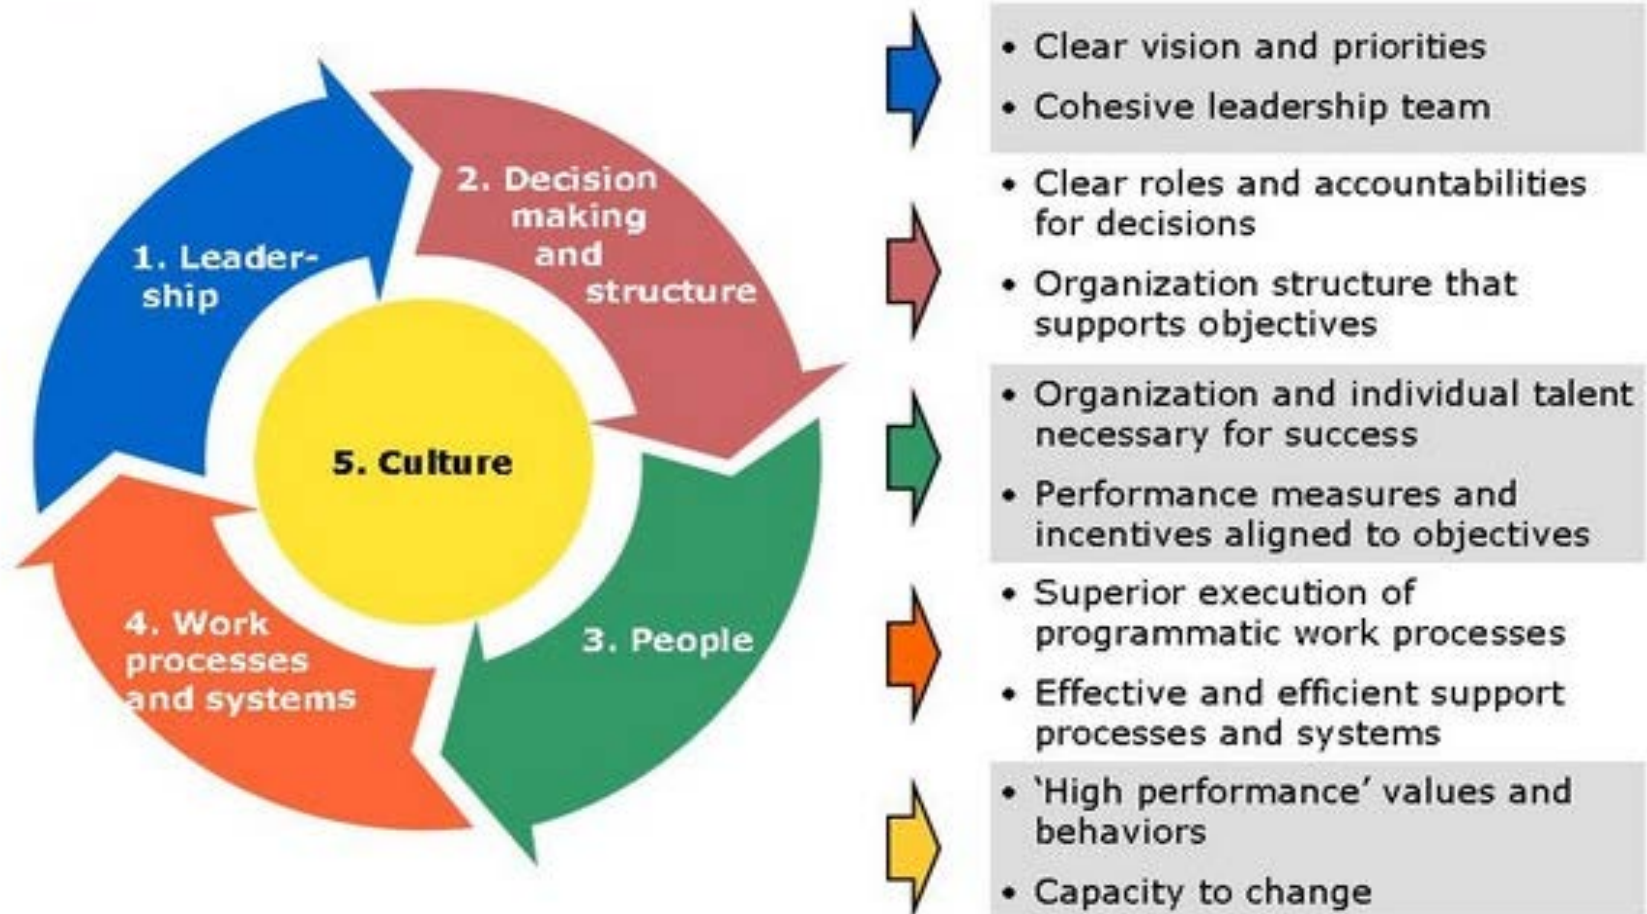 1. Leader-
ship
2. Decision
making
and
structure
3. People
4. Work
processes
and systems
5. Culture
• Clear vision and priorities
• Cohesive leadership team
• Clear roles and accountabilities
for decisions
• Organization structure that
supports objectives
• Organization and individual talent
necessary for success
• Performance measures and
incentives aligned to objectives
• Superior execution of
programmatic work processes
• Effective and efficient support
processes and systems
• ‘High performance’ values and
behaviors
• Capacity to change